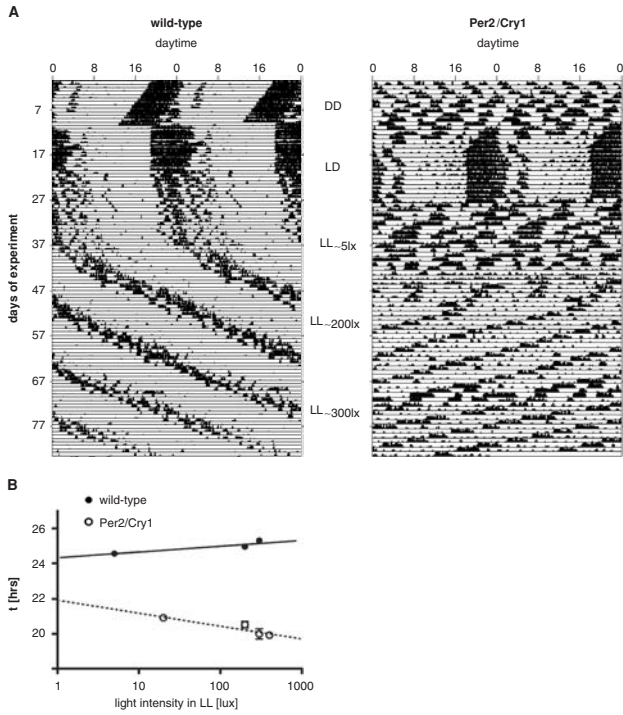 A
wild-type
Per2/Cry1
daytime
daytime
0 8 16 0 8 16 0
0 8 16 0 8 16 0
days of experiment
7
17
27
37
47
57
67
77
DD
LD
LL~5lx
LL~200lx
LL~300lx
B
wild-type
Per2/Cry1
t [hrs]
26
24
22
20
1 10 100 1000
light intensity in LL [lux]